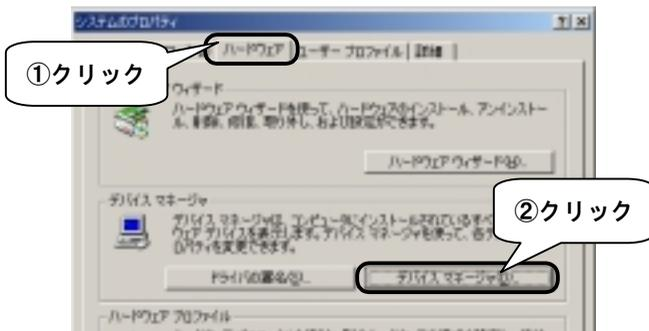 システムのプロパティ
ハードウェア ユーザー プロファイル 詳細
①クリック
ウィザード
ハードウェア ウィザードを使って、ハードウェアのインストール、アンインストー
ル、削除、修復、取り外し、および設定ができます。
ハードウェア ウィザード(H)...
デバイス マネージャ
②クリック
デバイス マネージャは、コンピュータにインストールされているすべ
ウェア デバイスを表示します。デバイス マネージャを使って、各デ
ロパティを変更できます。
ドライバの署名(S)...
デバイス マネージャ(D)...
ハードウェア プロファイル